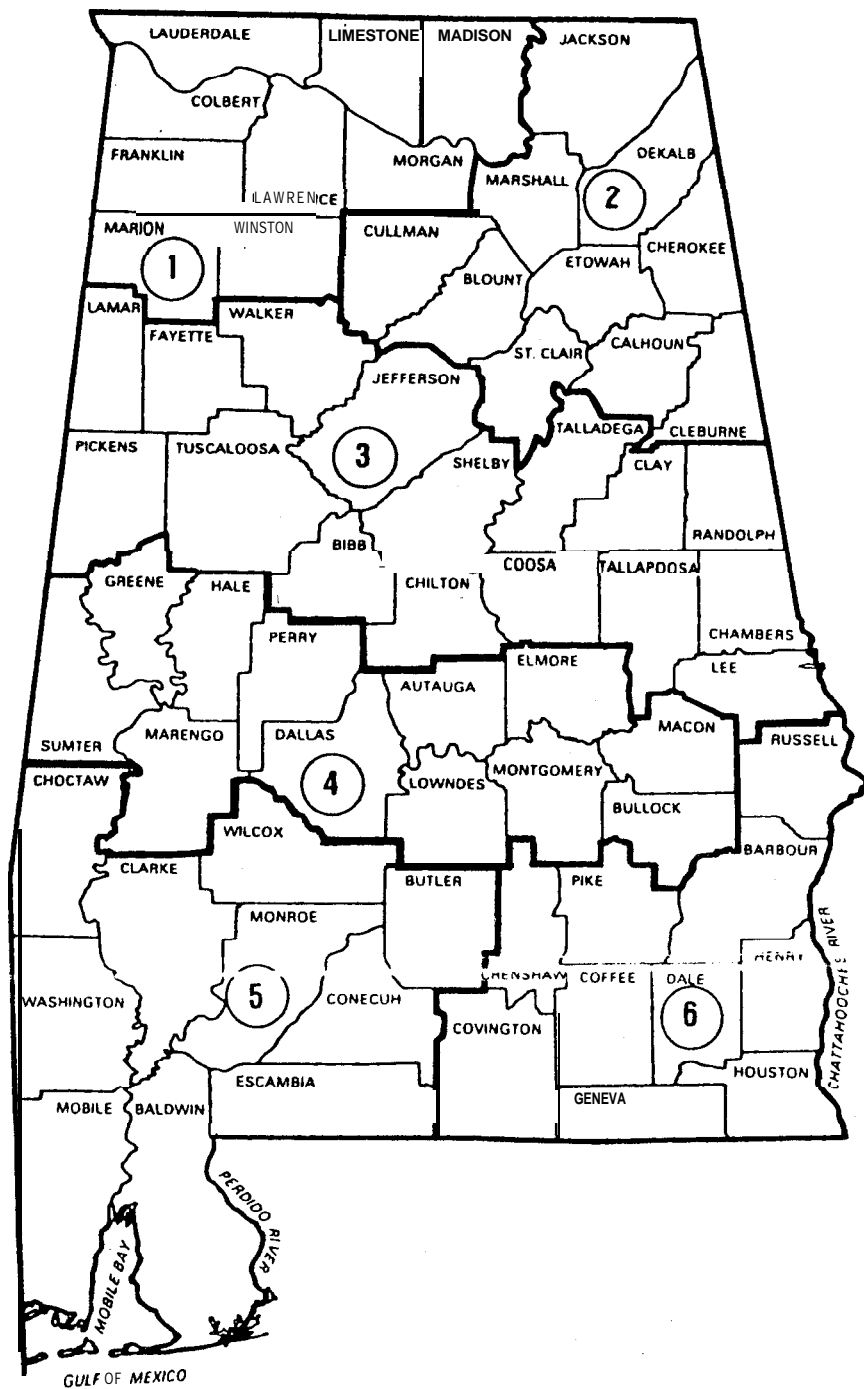 LAUDERDALE
LIMESTONE
MADISON
JACKSON
COLBERT
FRANKLIN
MORGAN
DEKALB
MARSHALL
2
LAWRENCE
MARION
WINSTON
CULLMAN
CHEROKEE
ETOWAH
1
BLOUNT
LAMAR
WALKER
FAYETTE
ST. CLAIR
CALHOUN
JEFFERSON
TALLADEGA
CLEBURNE
PICKENS
TUSCALOOSA
3
SHELBY
CLAY
RANDOLPH
BIBB
COOSA
TALLAPOOSA
GREENE
HALE
CHILTON
PERRY
CHAMBERS
ELMORE
LEE
AUTAUGA
SUMTER
MARENGO
DALLAS
MACON
RUSSELL
CHOCTAW
4
LOWNDES
MONTGOMERY
BULLOCK
WILCOX
BARBOUR
CLARKE
BUTLER
PIKE
MONROE
CHATTAHOOCHEE RIVER
HENRY
WASHINGTON
5
CONECUH
CRENSHAW
COFFEE
DALE
6
COVINGTON
HOUSTON
ESCAMBIA
GENEVA
MOBILE
BALDWIN
PERDIDO RIVER
MOBILE BAY
GULF OF MEXICO